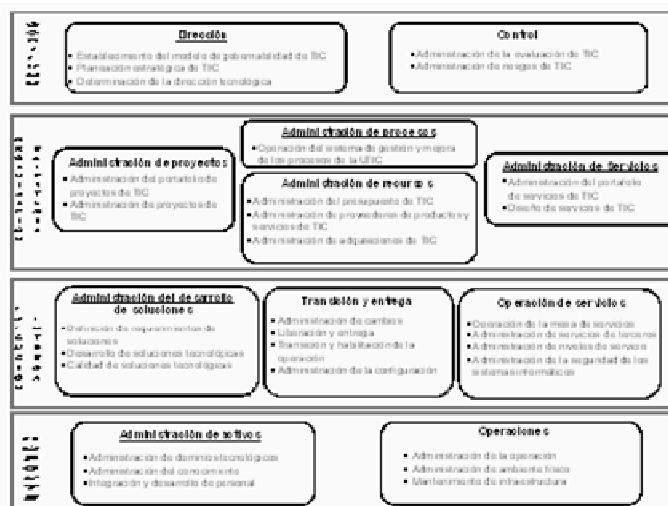 Dirección
▪Establecimiento del modelo de gobernabilidad de TIC
▪Planeación estratégica de TIC
▪Determinación de la dirección tecnológica
Control
▪Administración de la evaluación de TIC
▪Administración de riesgos de TIC
Administración de proyectos
▪Administración del portafolio de
proyectos de TIC
▪Administración de proyectos de
TIC
Administración de procesos
▪Operación del sistema de gestión y mejora
de los procesos de la UTIC
Administración de recursos
▪Administración del presupuesto de TIC
▪Administración de proveedores de productos y
servicios de TIC
▪Administración de adquisiciones de TIC
Administración de Servicios
▪Administración del portafolio
de servicios de TIC
▪Diseño de servicios de TIC
Administración del desarrollo
de soluciones
▪Definición de requerimientos de
soluciones
▪Desarrollo de soluciones tecnológicas
▪Calidad de soluciones tecnológicas
Transición y entrega
▪Administración de cambios
▪Liberación y entrega
▪Transición y habilitación de la
operación
▪Administración de la configuración
Operación de servicios
▪Operación de la mesa de servicios
▪Administración de servicios de terceros
▪Administración de niveles de servicio
▪Administración de la seguridad de los
sistemas informáticos
Administración de activos
▪Administración de dominios tecnológicos
▪Administración del conocimiento
▪Integración y desarrollo de personal
Operaciones
▪Administración de la operación
▪Administración de ambiente físico
▪Mantenimiento de infraestructura